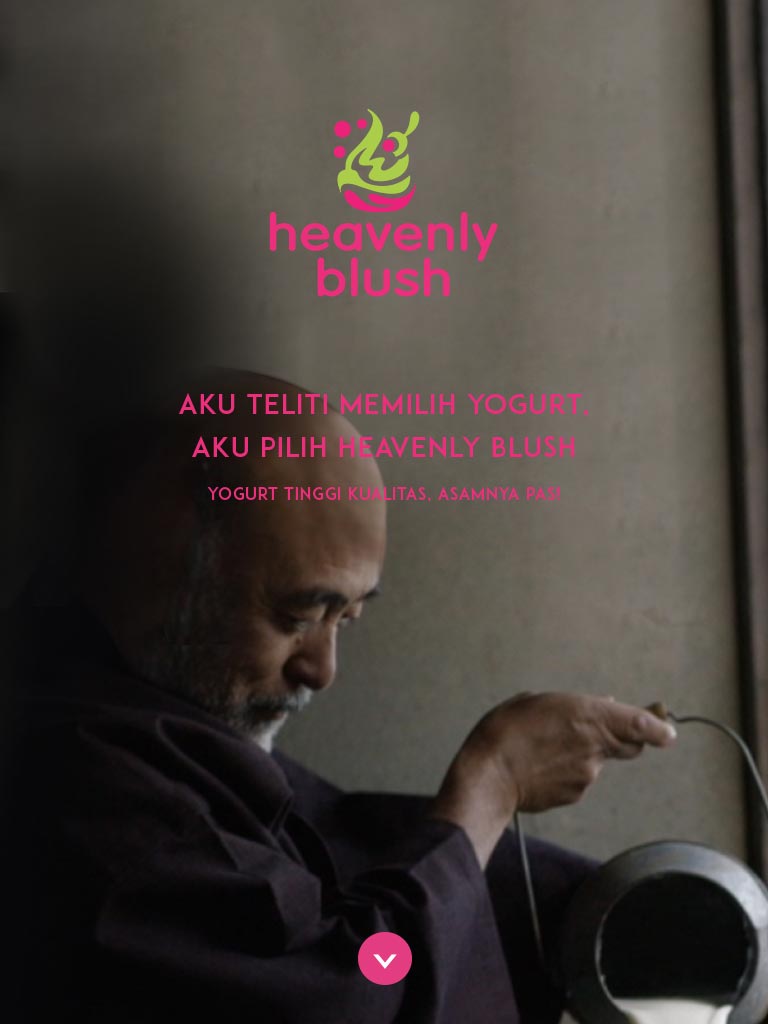 heavenly
blush
AKU TELITI MEMILIH YOGURT,
AKU PILIH HEAVENLY BLUSH
YOGURT TINGGI KUALITAS, ASAMNYA PAS!